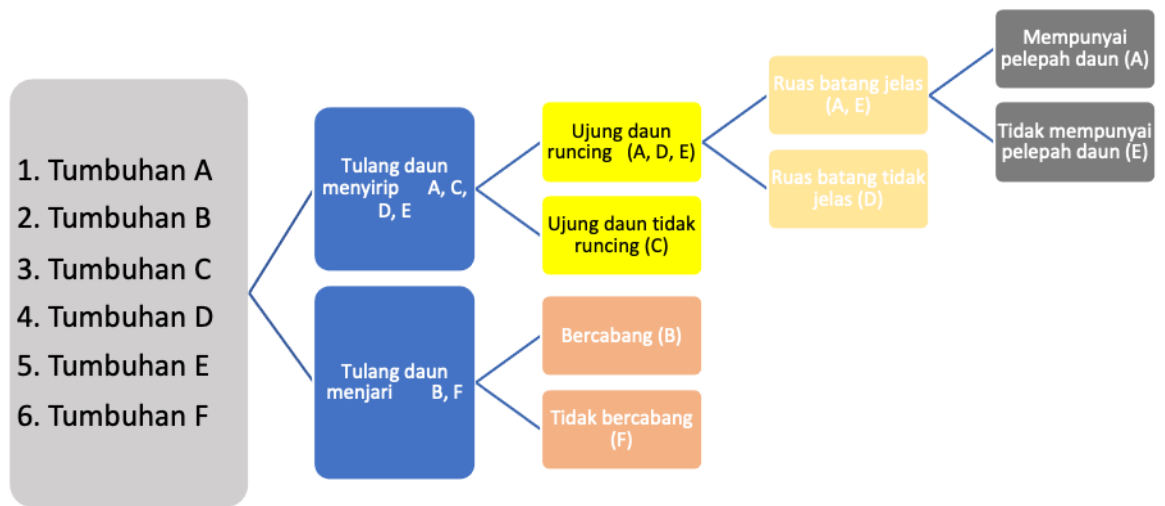 1. Tumbuhan A
2. Tumbuhan B
3. Tumbuhan C
4. Tumbuhan D
5. Tumbuhan E
6. Tumbuhan F
Tulang daun
menyirip A, C,
D, E
Tulang daun
menjari B, F
Ujung daun
runcing (A, D, E)
Ujung daun tidak
runcing (C)
Bercabang (B)
Tidak bercabang
(F)
Ruas batang jelas
(A, E)
Ruas batang tidak
jelas (D)
Mempunyai
pelepah daun (A)
Tidak mempunyai
pelepah daun (E)